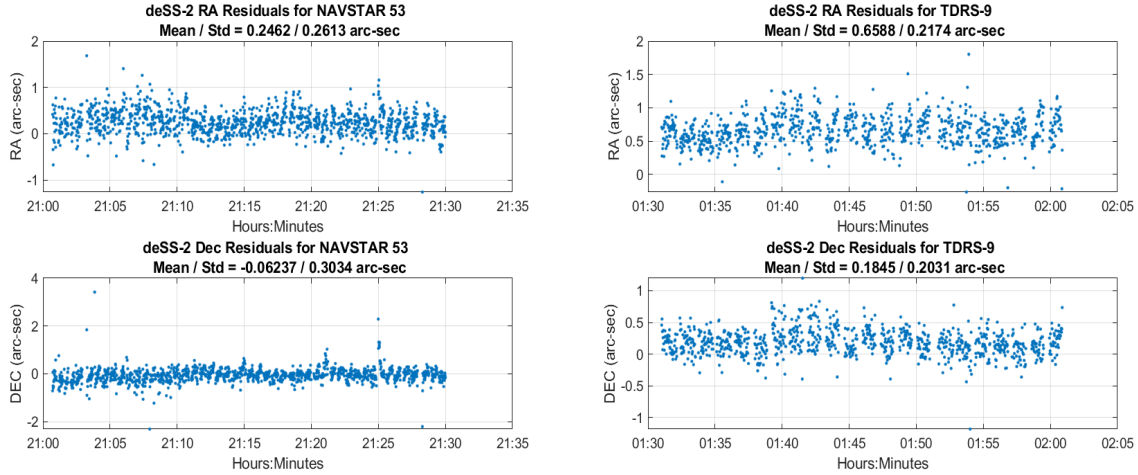 deSS-2 RA Residuals for NAVSTAR 53
Mean / Std = 0.2462 / 0.2613 arc-sec
2
1
0
-1
RA (arc-sec)
21:00 21:05 21:10 21:15 21:20 21:25 21:30 21:35
Hours:Minutes
deSS-2 RA Residuals for TDRS-9
Mean / Std = 0.6588 / 0.2174 arc-sec
2
1.5
1
0.5
0
RA (arc-sec)
01:30 01:35 01:40 01:45 01:50 01:55 02:00 02:05
Hours:Minutes
deSS-2 Dec Residuals for NAVSTAR 53
Mean / Std = -0.06237 / 0.3034 arc-sec
4
2
0
-2
DEC (arc-sec)
21:00 21:05 21:10 21:15 21:20 21:25 21:30 21:35
Hours:Minutes
deSS-2 Dec Residuals for TDRS-9
Mean / Std = 0.1845 / 0.2031 arc-sec
1
0.5
0
-0.5
-1
DEC (arc-sec)
01:30 01:35 01:40 01:45 01:50 01:55 02:00 02:05
Hours:Minutes